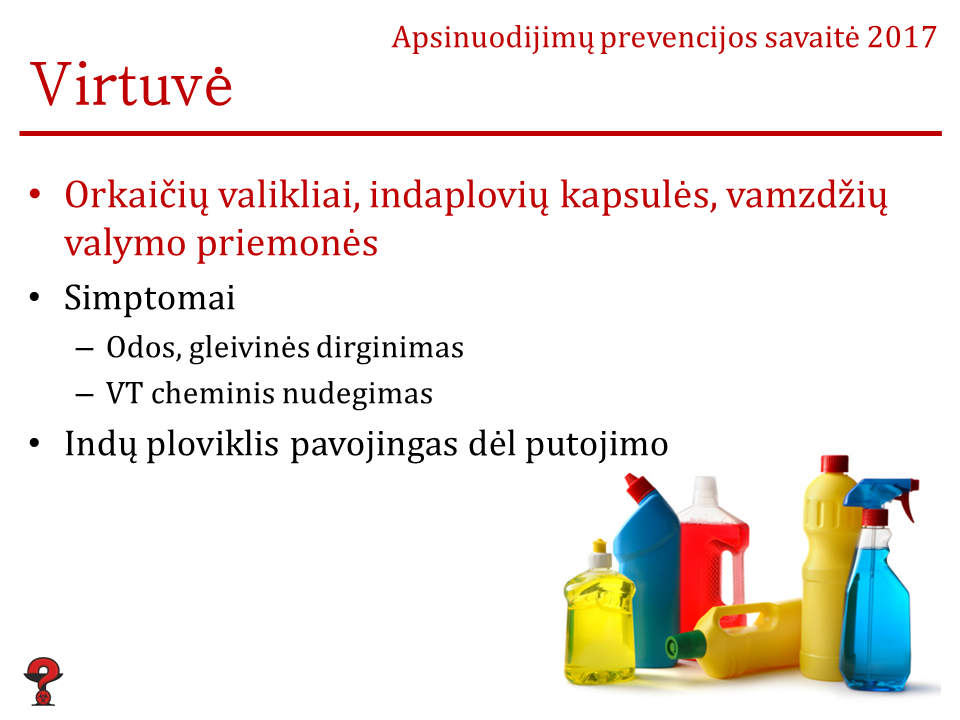 Apsinuodijimų prevencijos savaitė 2017
Virtuvė
• Orkaičių valikliai, indaplovių kapsulės, vamzdžių
valymo priemonės
• Simptomai
– Odos, gleivinės dirginimas
– VT cheminis nudegimas
• Indų ploviklis pavojingas dėl putojimo